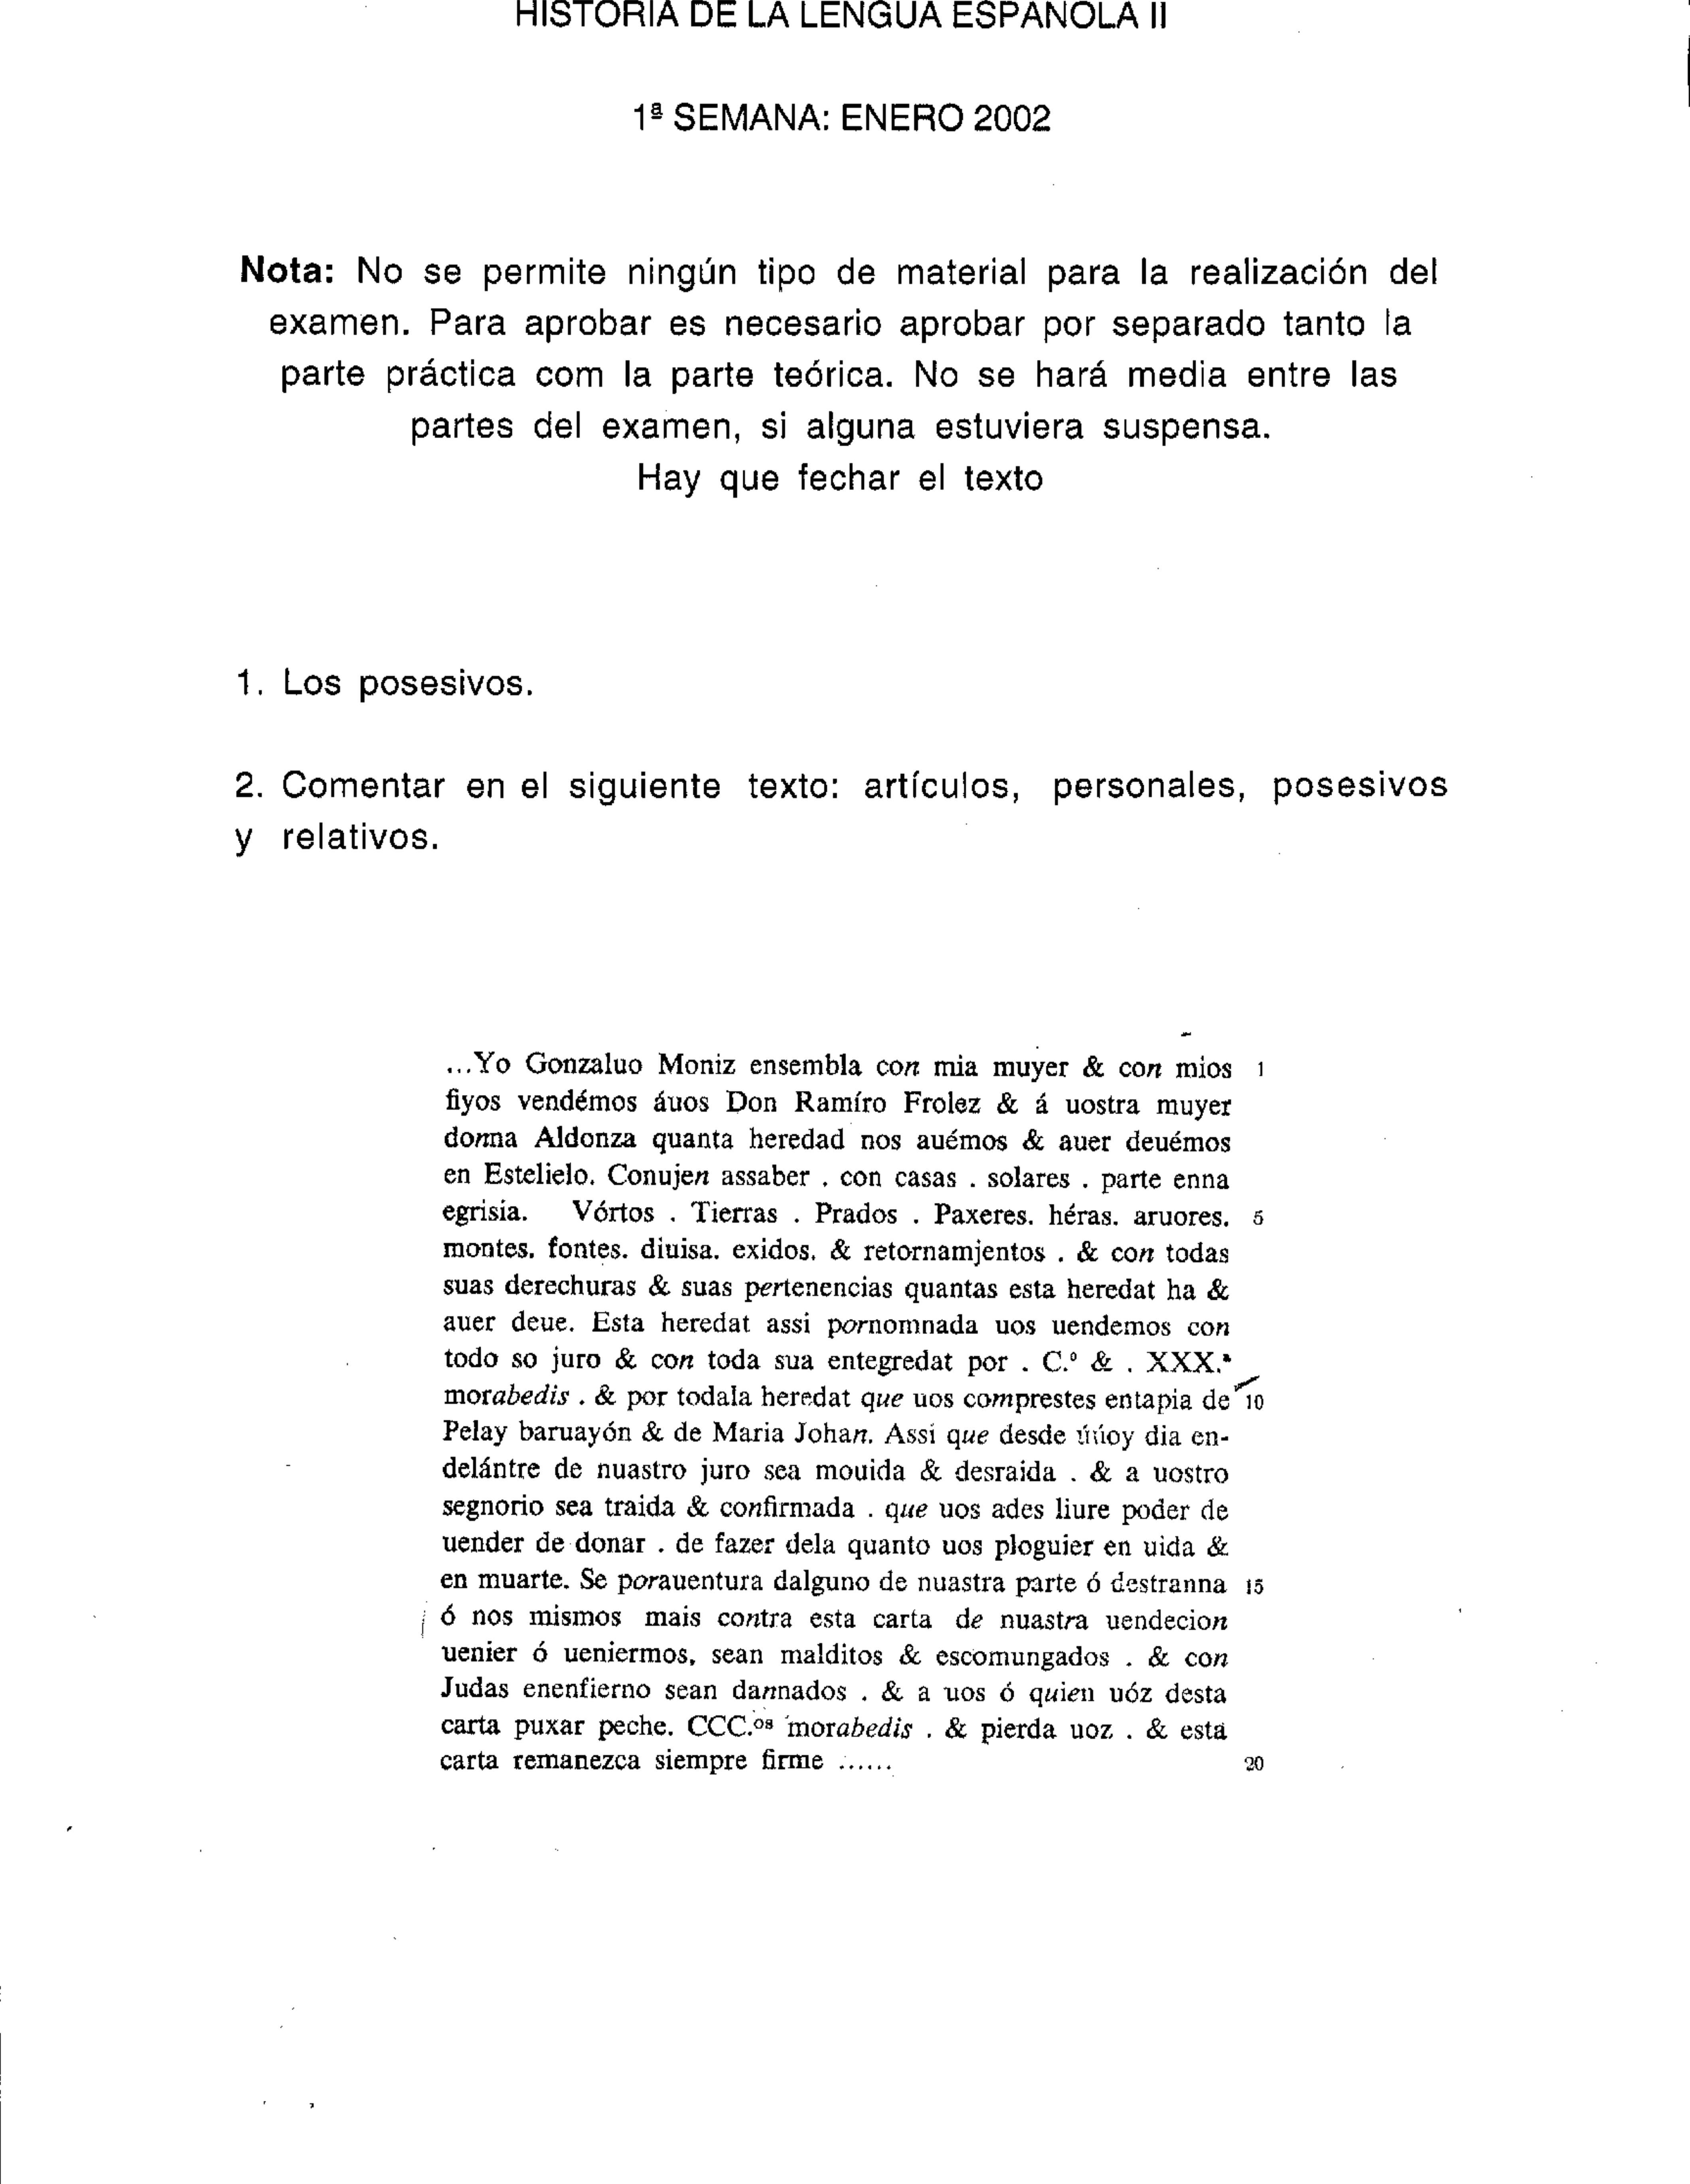 HISTORIA DE LA LENGUA ESPAÑOLA II
1ª SEMANA: ENERO 2002
Nota: No se permite ningún tipo de material para la realización del
examen. Para aprobar es necesario aprobar por separado tanto la
parte práctica com la parte teórica. No se hará media entre las
partes del examen, si alguna estuviera suspensa.
Hay que fechar el texto
1. Los posesivos.
2. Comentar en el siguiente texto: artículos, personales, posesivos
y relativos.
...Yo Gonzaluo Moniz ensembla con mia muyer & con mios 1
fiyos vendémos áuos Don Ramíro Frolez & á uostra muyer
donna Aldonza quanta heredad nos auémos & auer deuémos
en Estelielo. Conujen assaber . con casas . solares . parte enna
egrisia. Vórtos . Tierras . Prados . Paxeres. héras. aruores. 5
montes. fontes. diuisa. exidos. & retornamjentos . & con todas
suas derechuras & suas pertenencias quantas esta heredat ha &
auer deue. Esta heredat assi pornomnada uos uendemos con
todo so juro & con toda sua entegredat por . C.º & . XXX.ª
morabedis . & por todala heredat que uos comprestes entapia de 10
Pelay baruayón & de Maria Johan. Assi que desde úúoy dia en-
delántre de nuastro juro sea mouida & desraida . & a uostro
segnorio sea traida & confirmada . que uos ades liure poder de
uender de donar . de fazer dela quanto uos ploguier en uida &
en muarte. Se porauentura dalguno de nuastra parte ó destranna 15
ó nos mismos mais contra esta carta de nuastra uendecion
uenier ó ueniermos, sean malditos & escomungados . & con
Judas enenfierno sean dannados . & a uos ó quien uóz desta
carta puxar peche. CCC.ºˢ morabedis . & pierda uoz . & esta
carta remanezca siempre firme ...... 20